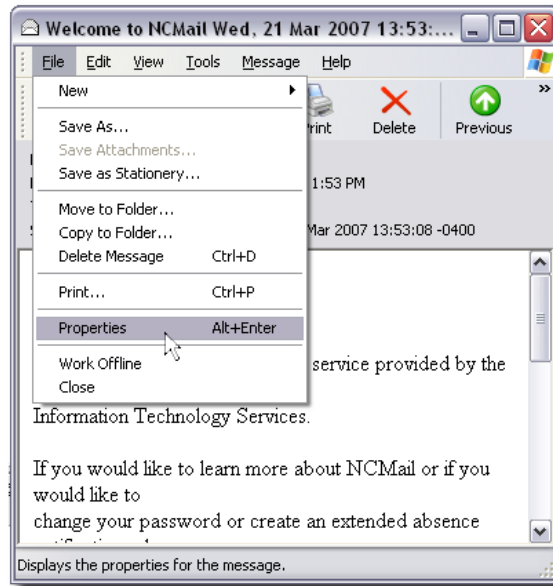 Welcome to NCMail Wed, 21 Mar 2007 13:53:...
File Edit View Tools Message Help
New
Print Delete Previous »
Save As...
Save Attachments...
Save as Stationery...
1:53 PM
Move to Folder...
Copy to Folder...
Mar 2007 13:53:08 -0400
Delete Message Ctrl+D
Print... Ctrl+P
Properties Alt+Enter
Work Offline
service provided by the
Close
Information Technology Services.
If you would like to learn more about NCMail or if you
would like to
change your password or create an extended absence
Displays the properties for the message.